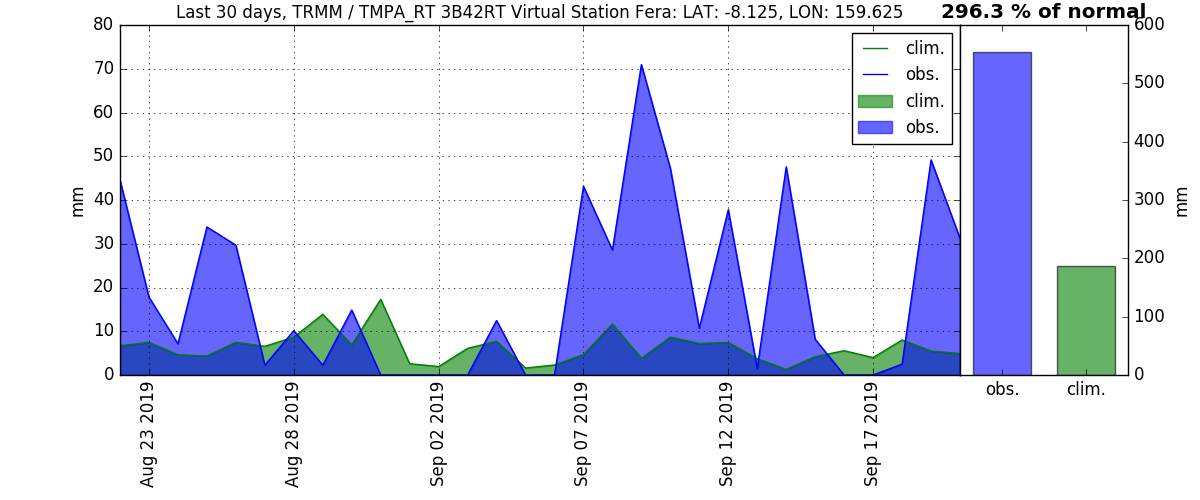 Last 30 days, TRMM / TMPA_RT 3B42RT Virtual Station Fera: LAT: -8.125, LON: 159.625
296.3 % of normal
80
70
60
50
40
30
20
10
0
mm
clim.
obs.
clim.
obs.
Aug 23 2019
Aug 28 2019
Sep 02 2019
Sep 07 2019
Sep 12 2019
Sep 17 2019
600
500
400
300
200
100
0
mm
obs.
clim.